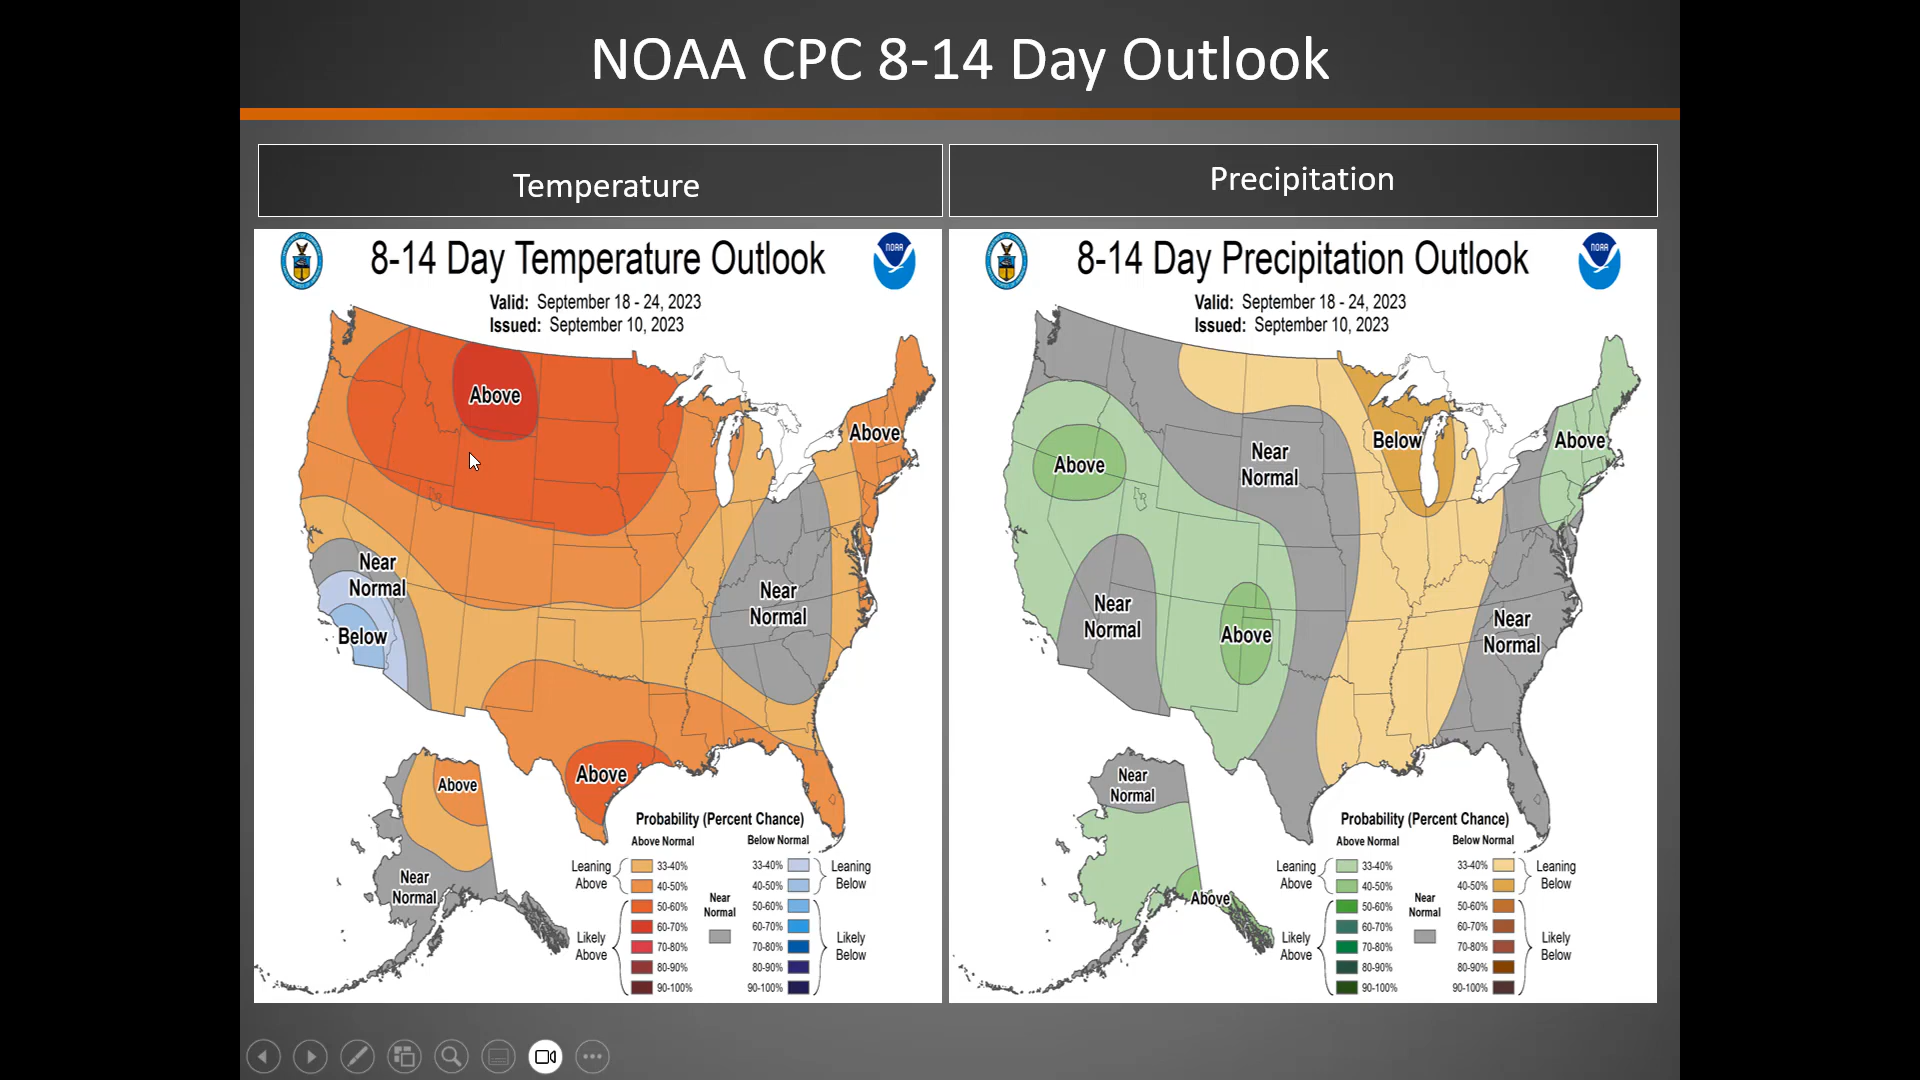 NOAA CPC 8-14 Day Outlook
Temperature
Precipitation
8-14 Day Temperature Outlook
NOAA
Valid: September 18 - 24, 2023
Issued: September 10, 2023
Above
Above
Near
Normal
Near
Normal
Below
Above
Above
Near
Normal
Probability (Percent Chance)
Above Normal
Below Normal
Leaning
Above
33-40%
40-50%
50-60%
60-70%
70-80%
80-90%
90-100%
Likely
Above
Near
Normal
33-40%
40-50%
50-60%
60-70%
70-80%
80-90%
90-100%
Leaning
Below
Likely
Below
8-14 Day Precipitation Outlook
NOAA
Valid: September 18 - 24, 2023
Issued: September 10, 2023
Below
Above
Near
Normal
Above
Near
Normal
Above
Near
Normal
Near
Normal
Above
Probability (Percent Chance)
Above Normal
Below Normal
Leaning
Above
33-40%
40-50%
50-60%
60-70%
70-80%
80-90%
90-100%
Likely
Above
Near
Normal
33-40%
40-50%
50-60%
60-70%
70-80%
80-90%
90-100%
Leaning
Below
Likely
Below